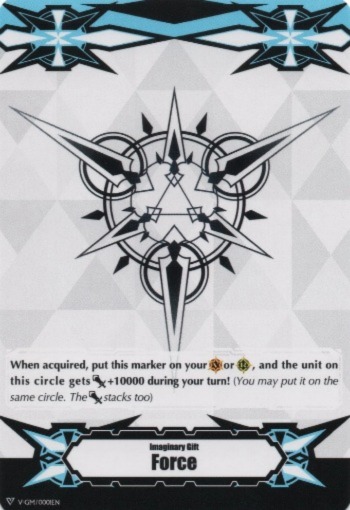 When acquired, put this marker on your or , and the unit on
this circle gets +10000 during your turn! (You may put it on the
same circle. The stacks too)
Imaginary Gift
Force
V-GM/0001EN